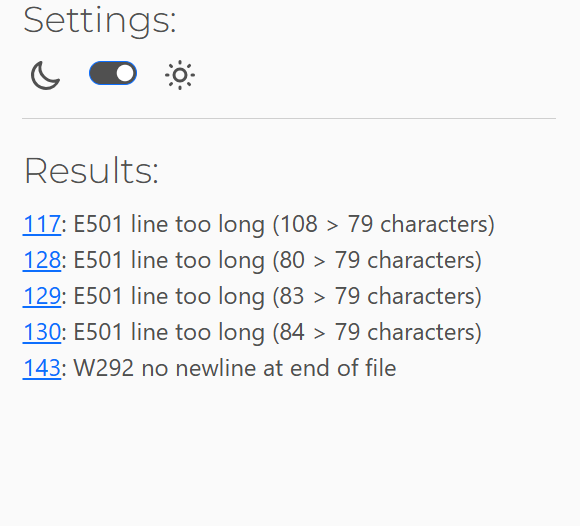 Settings:
Results:
117: E501 line too long (108 > 79 characters)
128: E501 line too long (80 > 79 characters)
129: E501 line too long (83 > 79 characters)
130: E501 line too long (84 > 79 characters)
143: W292 no newline at end of file